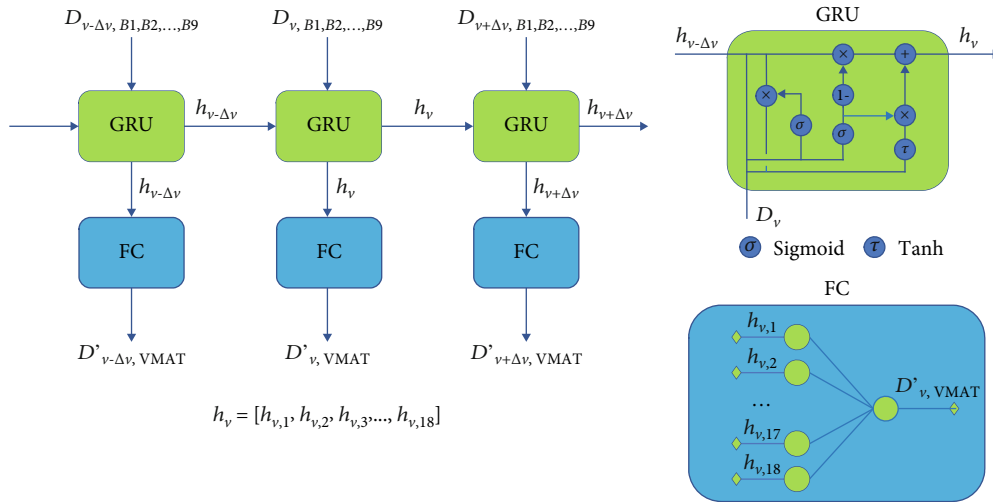 D_{v-Δv, B1,B2,...,B9}
D_{v, B1,B2,...,B9}
D_{v+Δv, B1,B2,...,B9}
GRU
h_{v-Δv}
GRU
h_v
GRU
h_{v+Δv}
h_{v-Δv}
h_v
h_{v+Δv}
FC
FC
FC
D'_{v-Δv, VMAT}
D'_{v, VMAT}
D'_{v+Δv, VMAT}
h_v = [h_{v,1}, h_{v,2}, h_{v,3},..., h_{v,18}]
GRU
h_{v-Δv}
h_v
×
+
×
1-
×
σ
σ
τ
D_v
σ Sigmoid
τ Tanh
FC
h_{v,1}
h_{v,2}
...
h_{v,17}
h_{v,18}
D'_{v, VMAT}